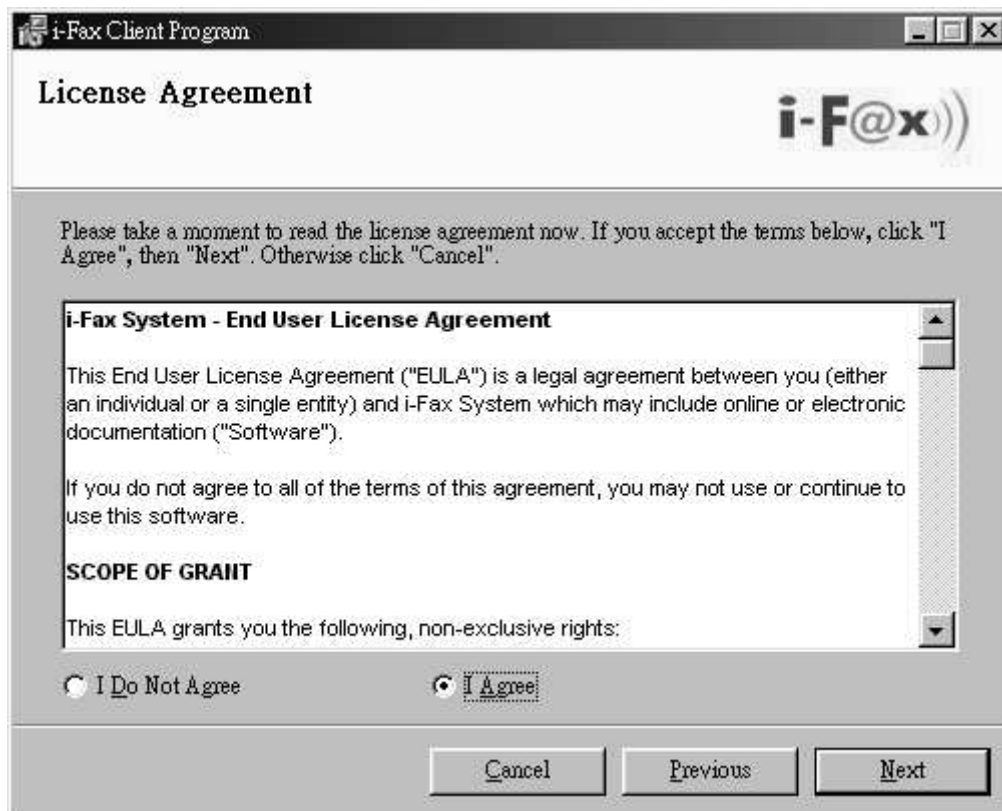 i-Fax Client Program
License Agreement
i-F@x
Please take a moment to read the license agreement now. If you accept the terms below, click "I
Agree", then "Next". Otherwise click "Cancel".
i-Fax System - End User License Agreement
This End User License Agreement ("EULA") is a legal agreement between you (either
an individual or a single entity) and i-Fax System which may include online or electronic
documentation ("Software").
If you do not agree to all of the terms of this agreement, you may not use or continue to
use this software.
SCOPE OF GRANT
This EULA grants you the following, non-exclusive rights:
I Do Not Agree
I Agree
Cancel
Previous
Next